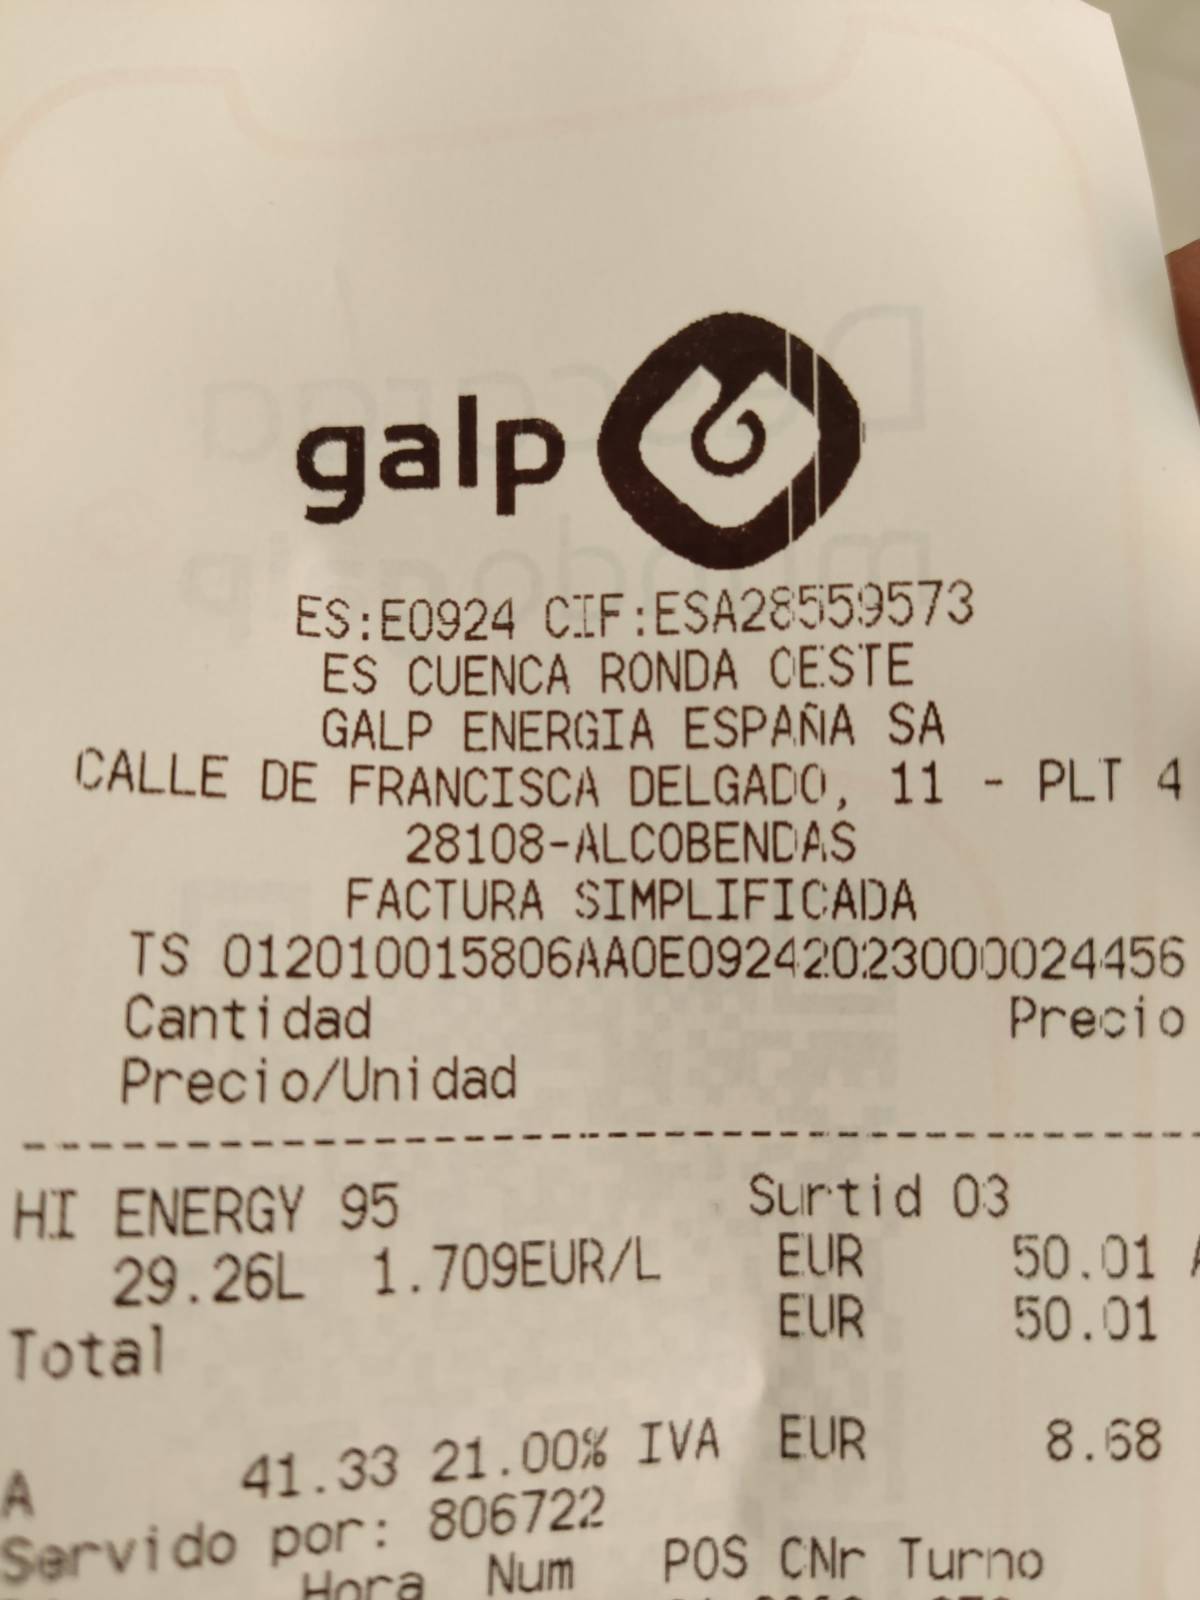 galp
ES:E0924 CIF:ESA28559573
ES CUENCA RONDA OESTE
GALP ENERGIA ESPAÑA SA
CALLE DE FRANCISCA DELGADO, 11 - PLT 4
28108-ALCOBENDAS
FACTURA SIMPLIFICADA
TS 012010015806AA0E09242023000024456
Cantidad Precio
Precio/Unidad
HI ENERGY 95 Surtid 03
29.26L 1.709EUR/L EUR 50.01 A
Total EUR 50.01
A 41.33 21.00% IVA EUR 8.68
Servido por: 806722
Hora Num POS CNr Turno